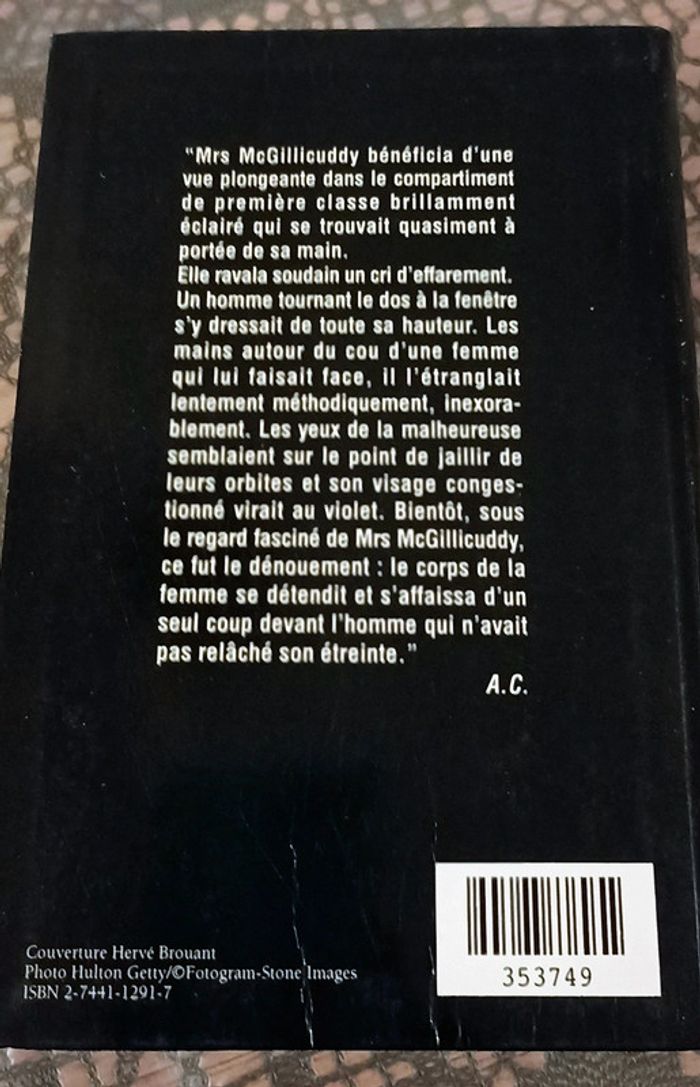 "Mrs McGillicuddy bénéficia d'une
vue plongeante dans le compartiment
de première classe brillamment
éclairé qui se trouvait quasiment à
portée de sa main.
Elle ravala soudain un cri d'effarement.
Un homme tournant le dos à la fenêtre
s'y dressait de toute sa hauteur. Les
mains autour du cou d'une femme
qui lui faisait face, il l'étranglait
lentement méthodiquement, inexora-
blement. Les yeux de la malheureuse
semblaient sur le point de jaillir de
leurs orbites et son visage conges-
tionné virait au violet. Bientôt, sous
le regard fasciné de Mrs McGillicuddy,
ce fut le dénouement : le corps de la
femme se détendit et s'affaissa d'un
seul coup devant l'homme qui n'avait
pas relâché son étreinte."
A.C.
Couverture Hervé Brouant
Photo Hulton Getty/©Fotogram-Stone Images
ISBN 2-7441-1291-7
353749